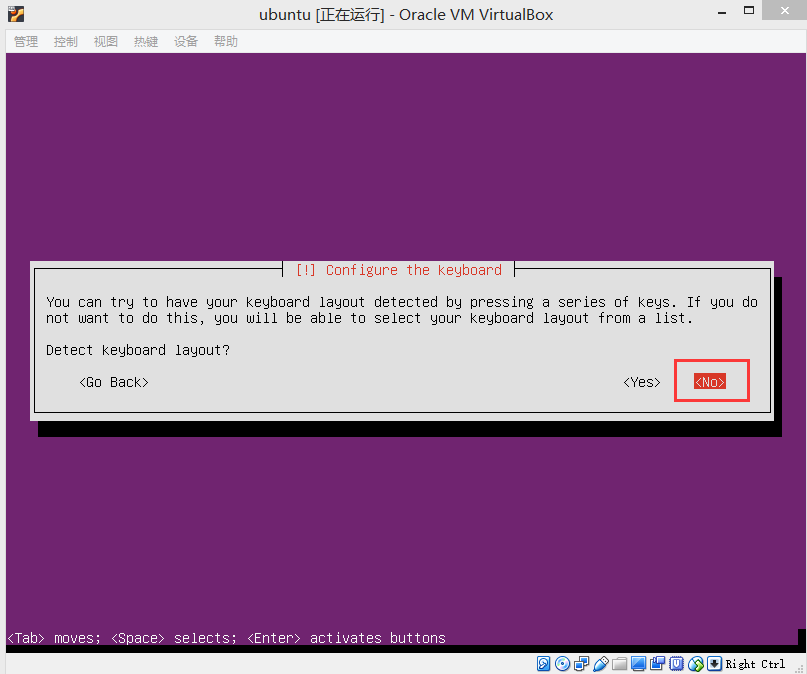 ubuntu [正在运行] - Oracle VM VirtualBox
管理 控制 视图 热键 设备 帮助
[!] Configure the keyboard
You can try to have your keyboard layout detected by pressing a series of keys. If you do
not want to do this, you will be able to select your keyboard layout from a list.
Detect keyboard layout?
<Go Back> <Yes> <No>
<Tab> moves; <Space> selects; <Enter> activates buttons
Right Ctrl